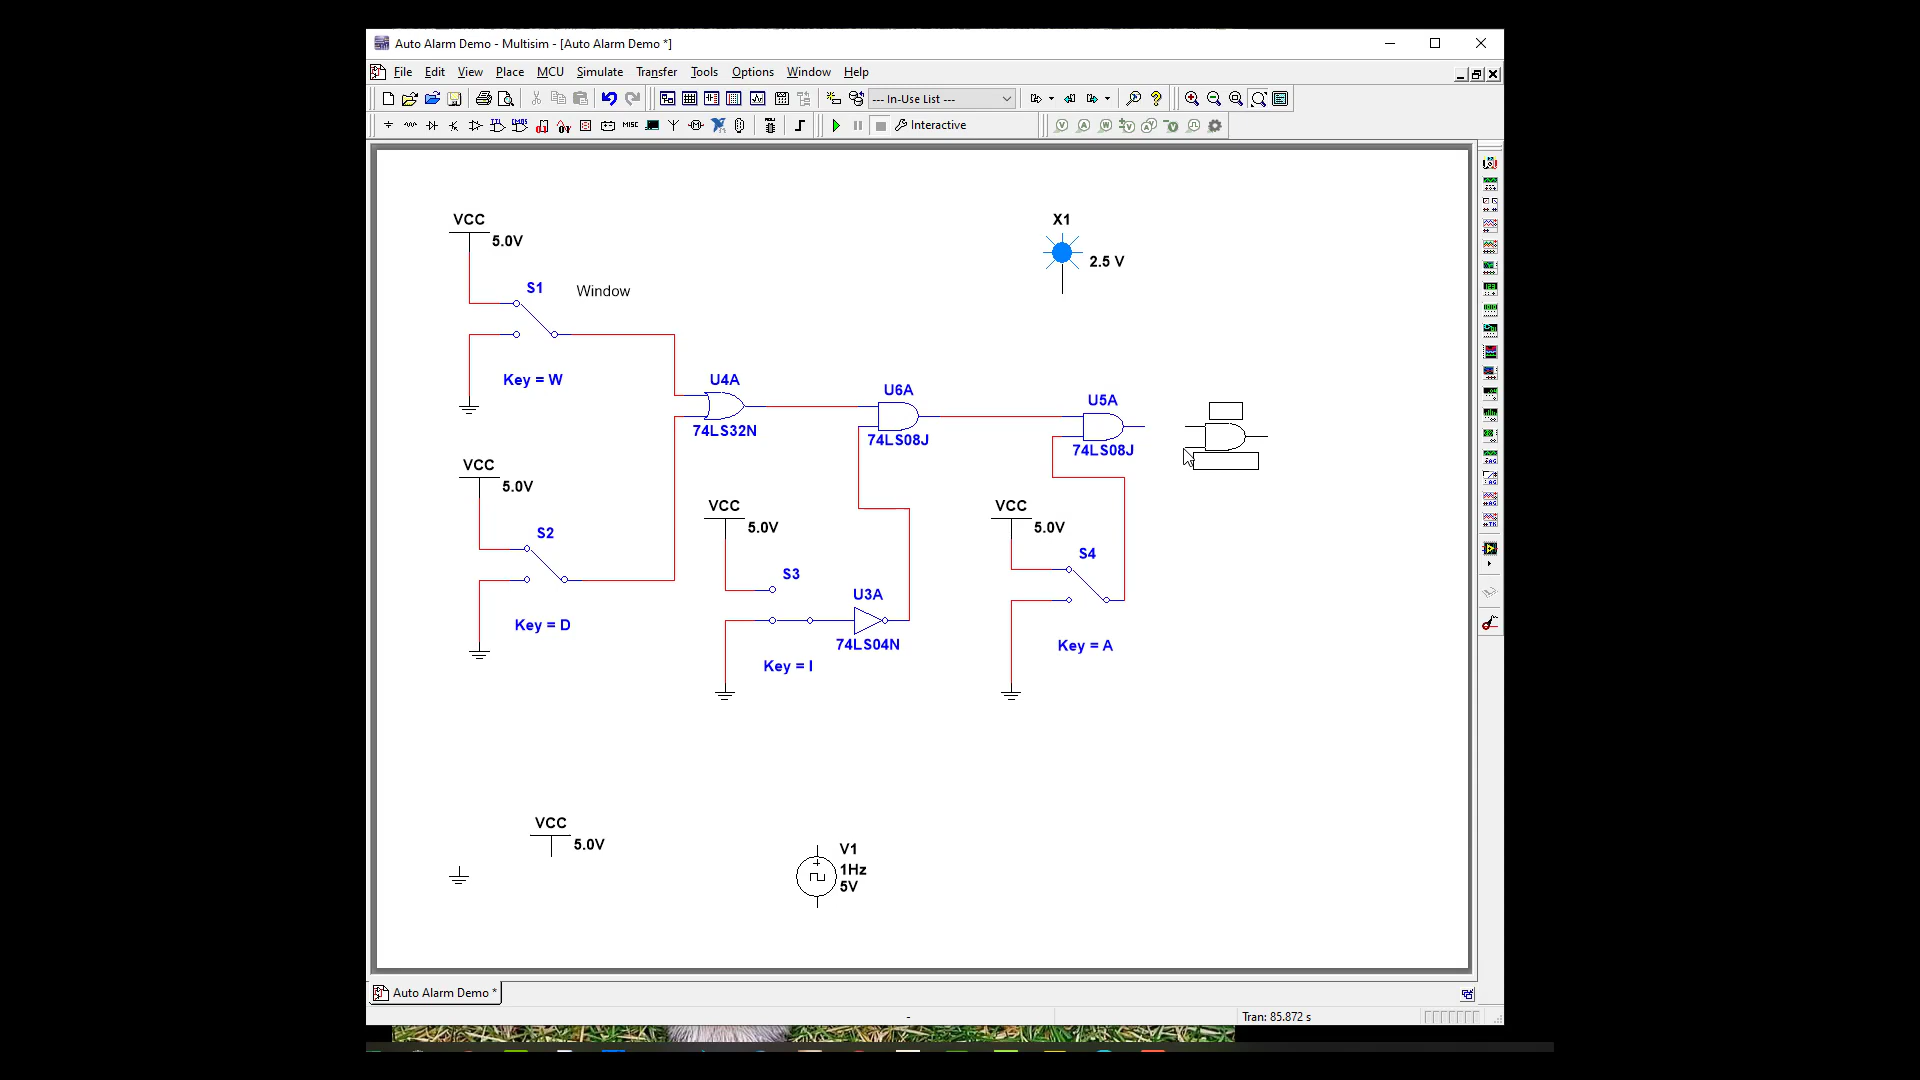 Auto Alarm Demo - Multisim - [Auto Alarm Demo *]
File Edit View Place MCU Simulate Transfer Tools Options Window Help
--- In-Use List ---
MISC Interactive
X1
2.5 V
VCC
5.0V
S1
Window
Key = W
U4A
74LS32N
U6A
74LS08J
U5A
74LS08J
VCC
5.0V
S2
Key = D
VCC
5.0V
S3
Key = I
U3A
74LS04N
VCC
5.0V
S4
Key = A
VCC
5.0V
V1
1Hz
5V
Auto Alarm Demo *
-
Tran: 85.872 s